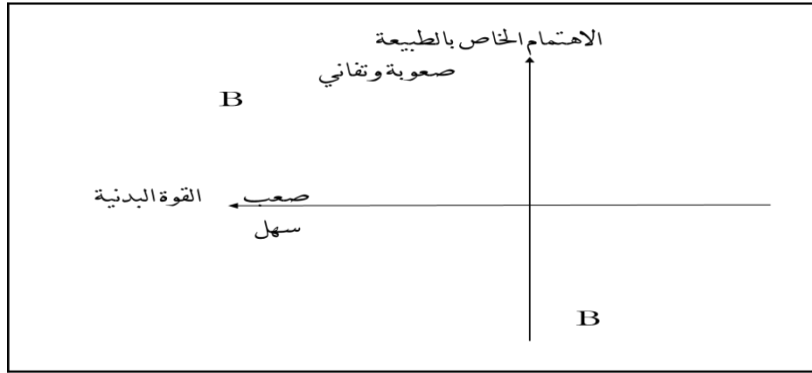 الاهتمام الخاص بالطبيعة
صعوبة وتفاني
B
القوة البدنية
صعب
سهل
B